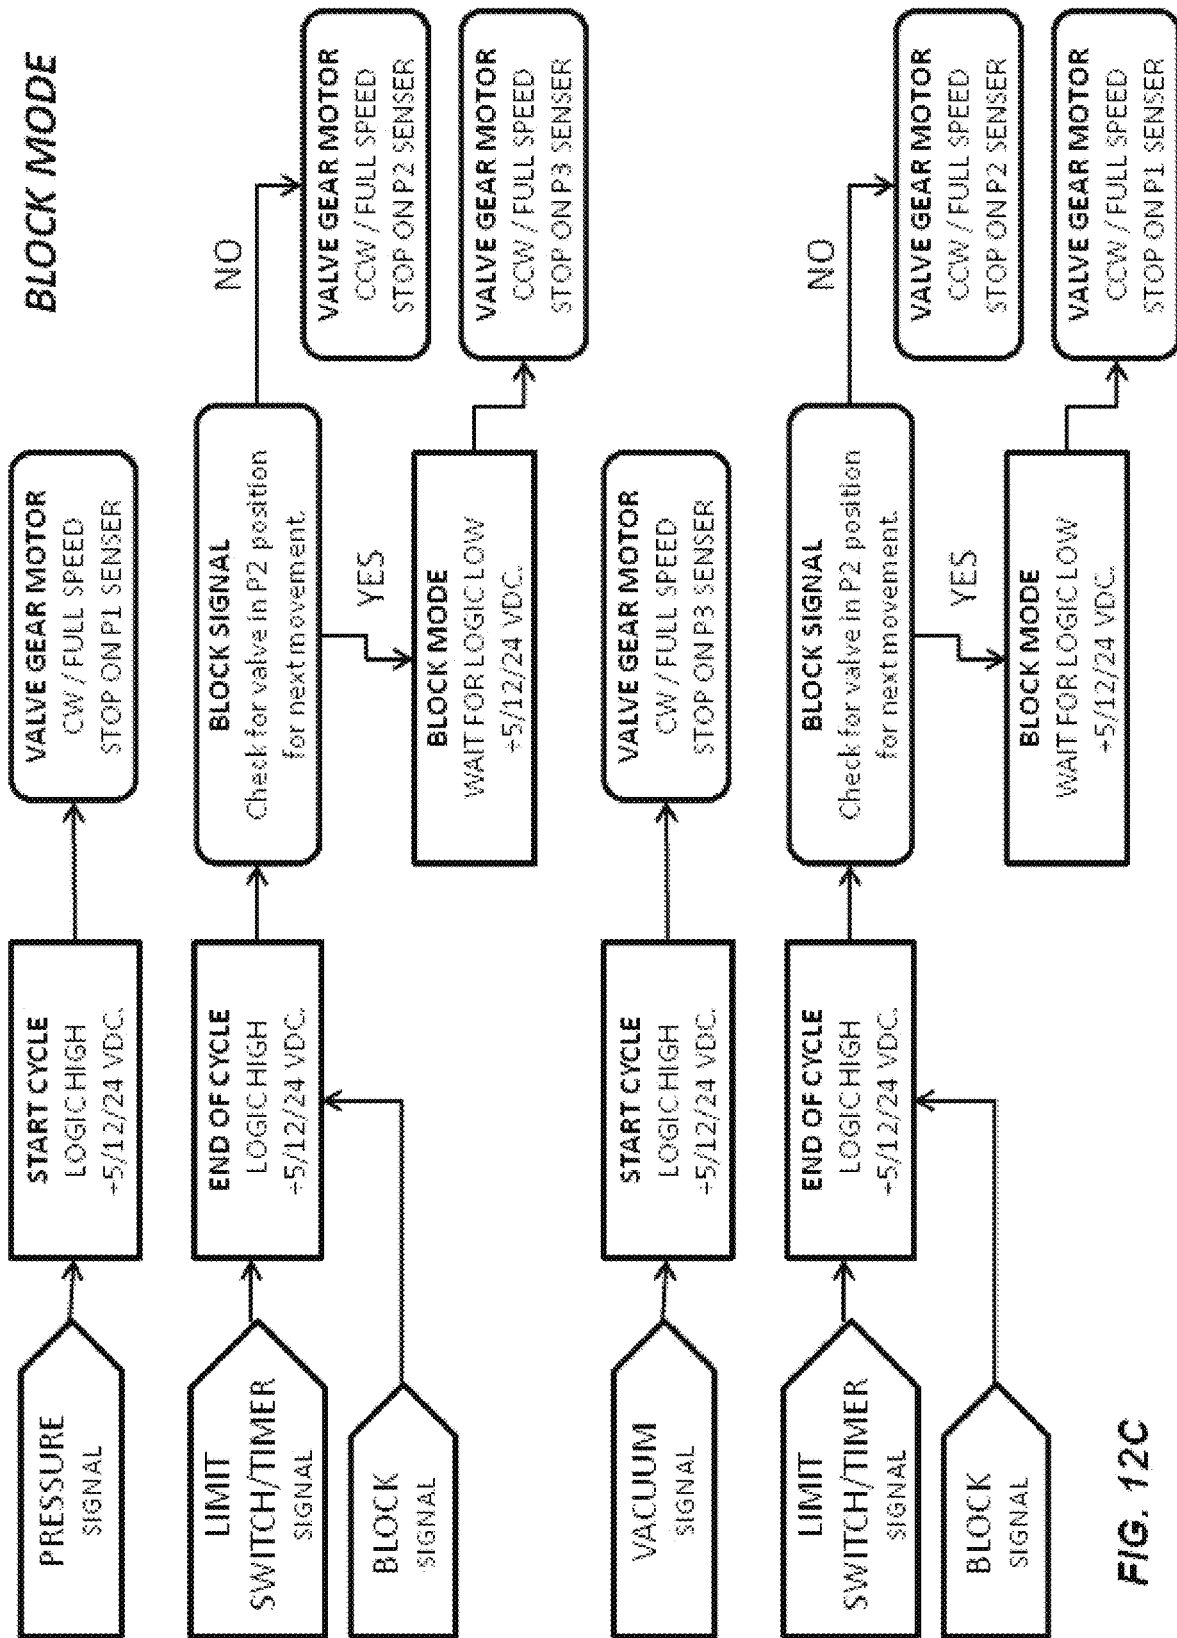 BLOCK MODE
PRESSURE
SIGNAL
START CYCLE
LOGIC HIGH
+5/12/24 VDC.
VALVE GEAR MOTOR
CW / FULL SPEED
STOP ON P1 SENSER
LIMIT
SWITCH/TIMER
SIGNAL
END OF CYCLE
LOGIC HIGH
+5/12/24 VDC.
BLOCK SIGNAL
Check for valve in P2 position
for next movement.
NO
VALVE GEAR MOTOR
CCW / FULL SPEED
STOP ON P2 SENSER
BLOCK
SIGNAL
YES
BLOCK MODE
WAIT FOR LOGIC LOW
+5/12/24 VDC.
VALVE GEAR MOTOR
CCW / FULL SPEED
STOP ON P3 SENSER
VACUUM
SIGNAL
START CYCLE
LOGIC HIGH
+5/12/24 VDC.
VALVE GEAR MOTOR
CW / FULL SPEED
STOP ON P3 SENSER
LIMIT
SWITCH/TIMER
SIGNAL
END OF CYCLE
LOGIC HIGH
+5/12/24 VDC.
BLOCK SIGNAL
Check for valve in P2 position
for next movement.
NO
VALVE GEAR MOTOR
CCW / FULL SPEED
STOP ON P2 SENSER
BLOCK
SIGNAL
YES
BLOCK MODE
WAIT FOR LOGIC LOW
+5/12/24 VDC.
VALVE GEAR MOTOR
CCW / FULL SPEED
STOP ON P1 SENSER
FIG. 12C